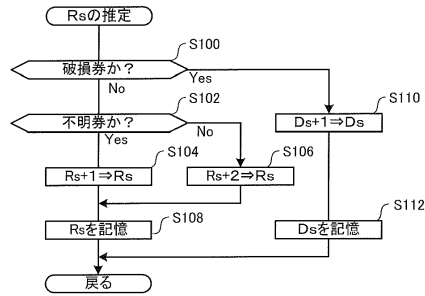 Rsの推定
S100
破損券か？
Yes
No
S102
S110
不明券か？
Ds+1⇒Ds
No
Yes
S104
S106
Rs+1⇒Rs
Rs+2⇒Rs
S108
S112
Rsを記憶
Dsを記憶
戻る